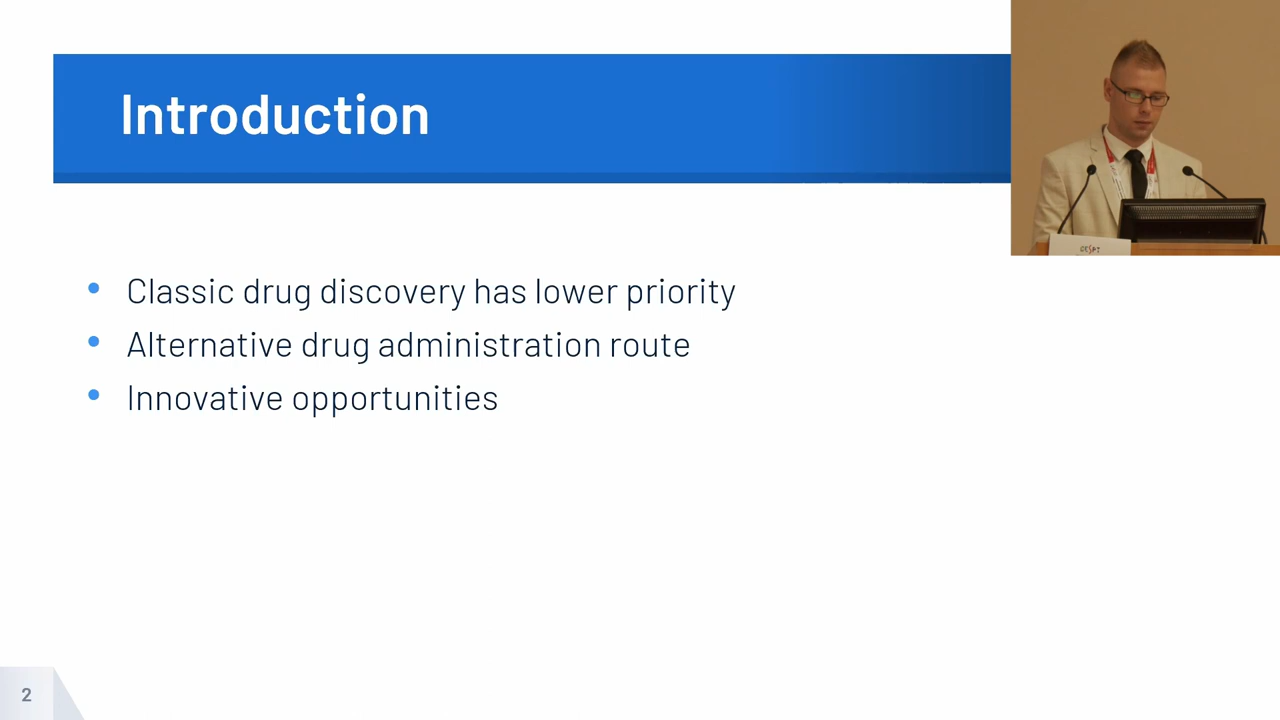 Introduction
Classic drug discovery has lower priority
Alternative drug administration route
Innovative opportunities
2